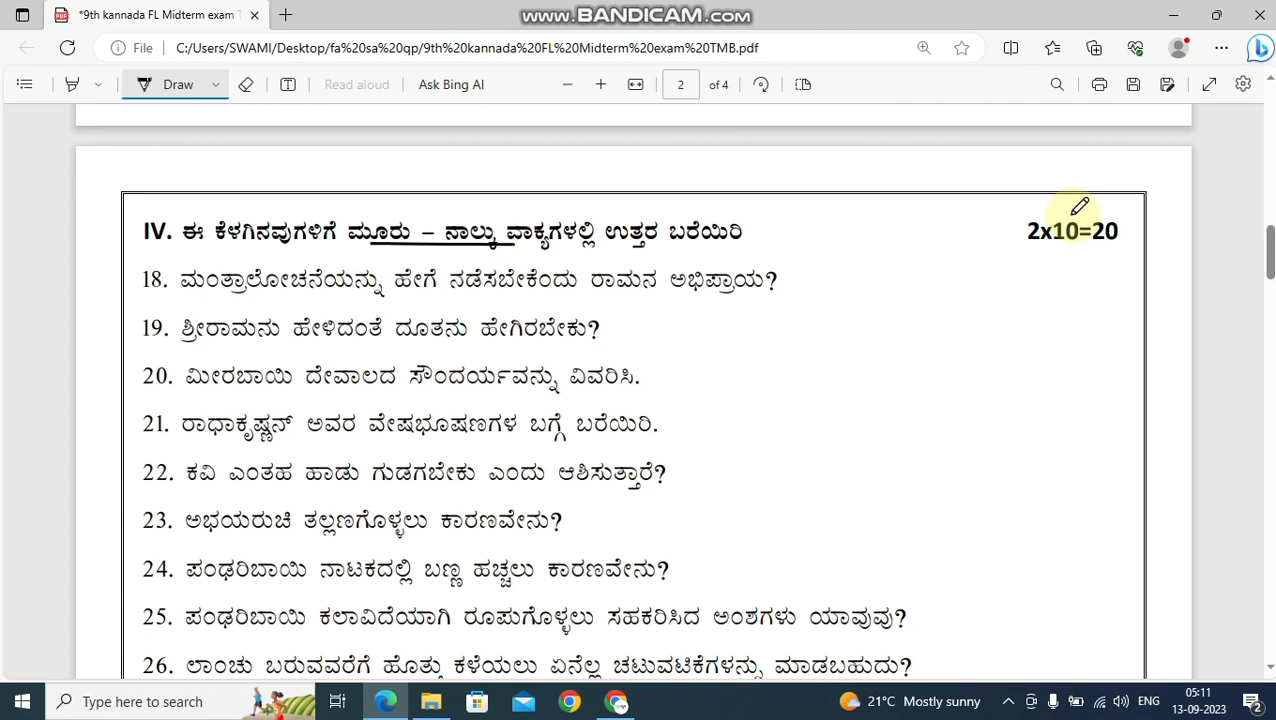 *9th kannada FL Midterm exam T
www.BANDICAM.com
File
C:/Users/SWAMI/Desktop/fa%20sa%20qp/9th%20kannada%20FL%20Midterm%20exam%20TMB.pdf
Draw
Read aloud
Ask Bing AI
2 of 4
IV. ಈ ಕೆಳಗಿನವುಗಳಿಗೆ ಮೂರು – ನಾಲ್ಕು ವಾಕ್ಯಗಳಲ್ಲಿ ಉತ್ತರ ಬರೆಯಿರಿ 2x10=20
18. ಮಂತ್ರಾಲೋಚನೆಯನ್ನು ಹೇಗೆ ನಡೆಸಬೇಕೆಂದು ರಾಮನ ಅಭಿಪ್ರಾಯ?
19. ಶ್ರೀರಾಮನು ಹೇಳಿದಂತೆ ದೂತನು ಹೇಗಿರಬೇಕು?
20. ಮೀರಬಾಯಿ ದೇವಾಲದ ಸೌಂದರ್ಯವನ್ನು ವಿವರಿಸಿ.
21. ರಾಧಾಕೃಷ್ಣನ್ ಅವರ ವೇಷಭೂಷಣಗಳ ಬಗ್ಗೆ ಬರೆಯಿರಿ.
22. ಕವಿ ಎಂತಹ ಹಾಡು ಗುಡಗಬೇಕು ಎಂದು ಆಶಿಸುತ್ತಾರೆ?
23. ಅಭಯರುಚಿ ತಲ್ಲಣಗೊಳ್ಳಲು ಕಾರಣವೇನು?
24. ಪಂಢರಿಬಾಯಿ ನಾಟಕದಲ್ಲಿ ಬಣ್ಣ ಹಚ್ಚಲು ಕಾರಣವೇನು?
25. ಪಂಢರಿಬಾಯಿ ಕಲಾವಿದೆಯಾಗಿ ರೂಪುಗೊಳ್ಳಲು ಸಹಕರಿಸಿದ ಅಂಶಗಳು ಯಾವುವು?
26. ಲಾಂಚು ಬರುವವರೆಗೆ ಹೊತ್ತು ಕಳೆಯಲು ಏನೆಲ್ಲ ಚಟುವಟಿಕೆಗಳನ್ನು ಮಾಡಬಹುದು?
Type here to search
21°C Mostly sunny
ENG
05:11
13-09-2023
2